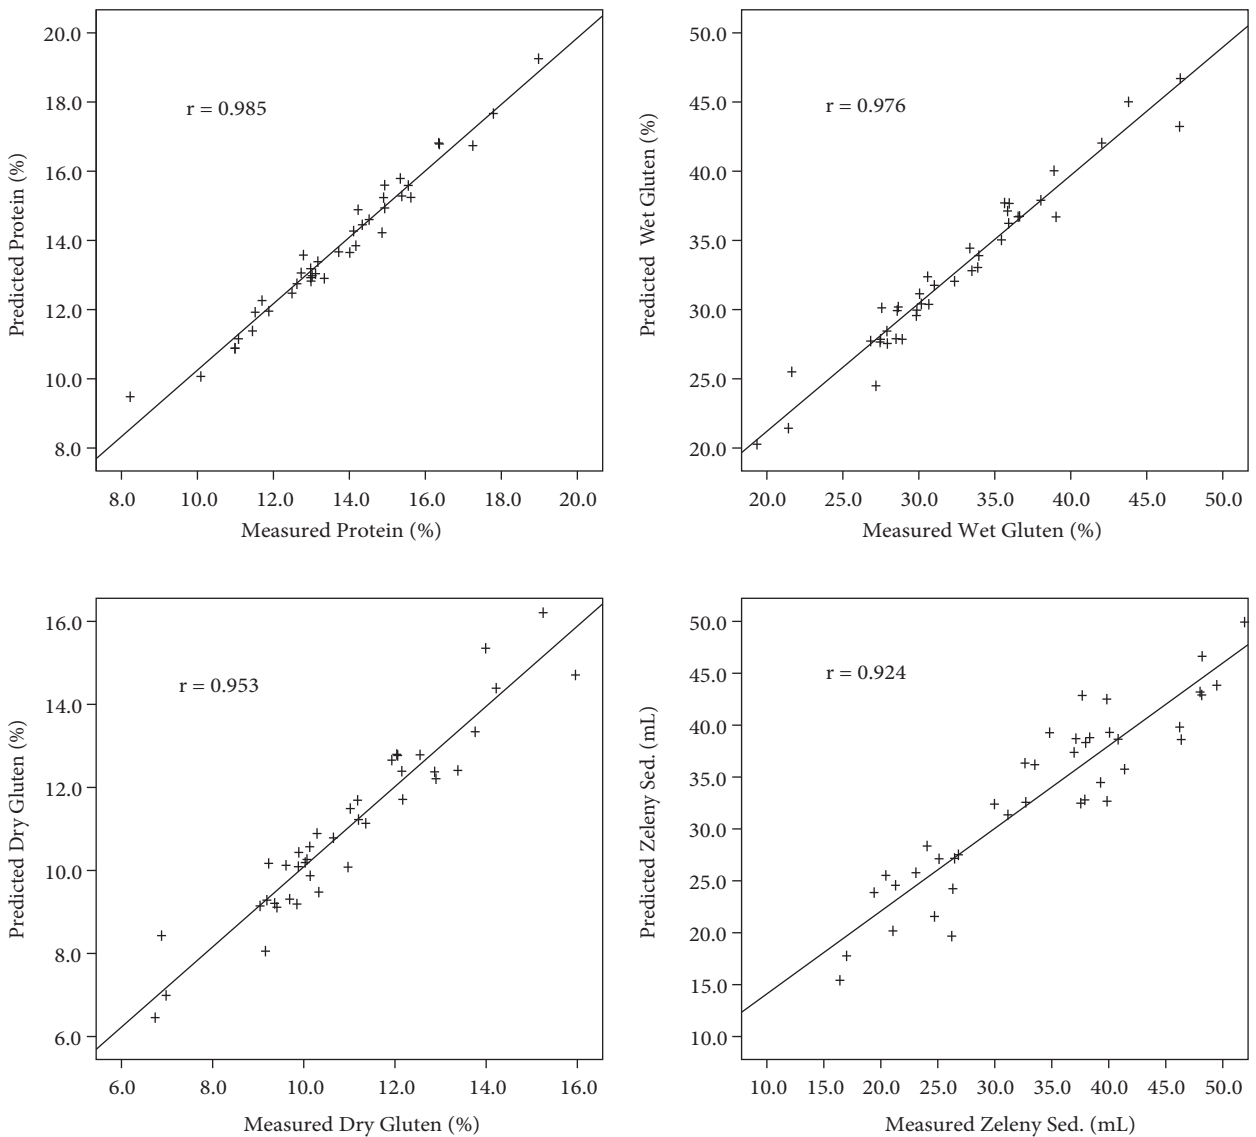 20.0
18.0
16.0
14.0
12.0
10.0
8.0
Predicted Protein (%)
r = 0.985
8.0 10.0 12.0 14.0 16.0 18.0 20.0
Measured Protein (%)
50.0
45.0
40.0
35.0
30.0
25.0
20.0
Predicted Wet Gluten (%)
r = 0.976
20.0 25.0 30.0 35.0 40.0 45.0 50.0
Measured Wet Gluten (%)
16.0
14.0
12.0
10.0
8.0
6.0
Predicted Dry Gluten (%)
r = 0.953
6.0 8.0 10.0 12.0 14.0 16.0
Measured Dry Gluten (%)
50.0
45.0
40.0
35.0
30.0
25.0
20.0
15.0
10.0
Predicted Zeleny Sed. (mL)
r = 0.924
10.0 15.0 20.0 25.0 30.0 35.0 40.0 45.0 50.0
Measured Zeleny Sed. (mL)